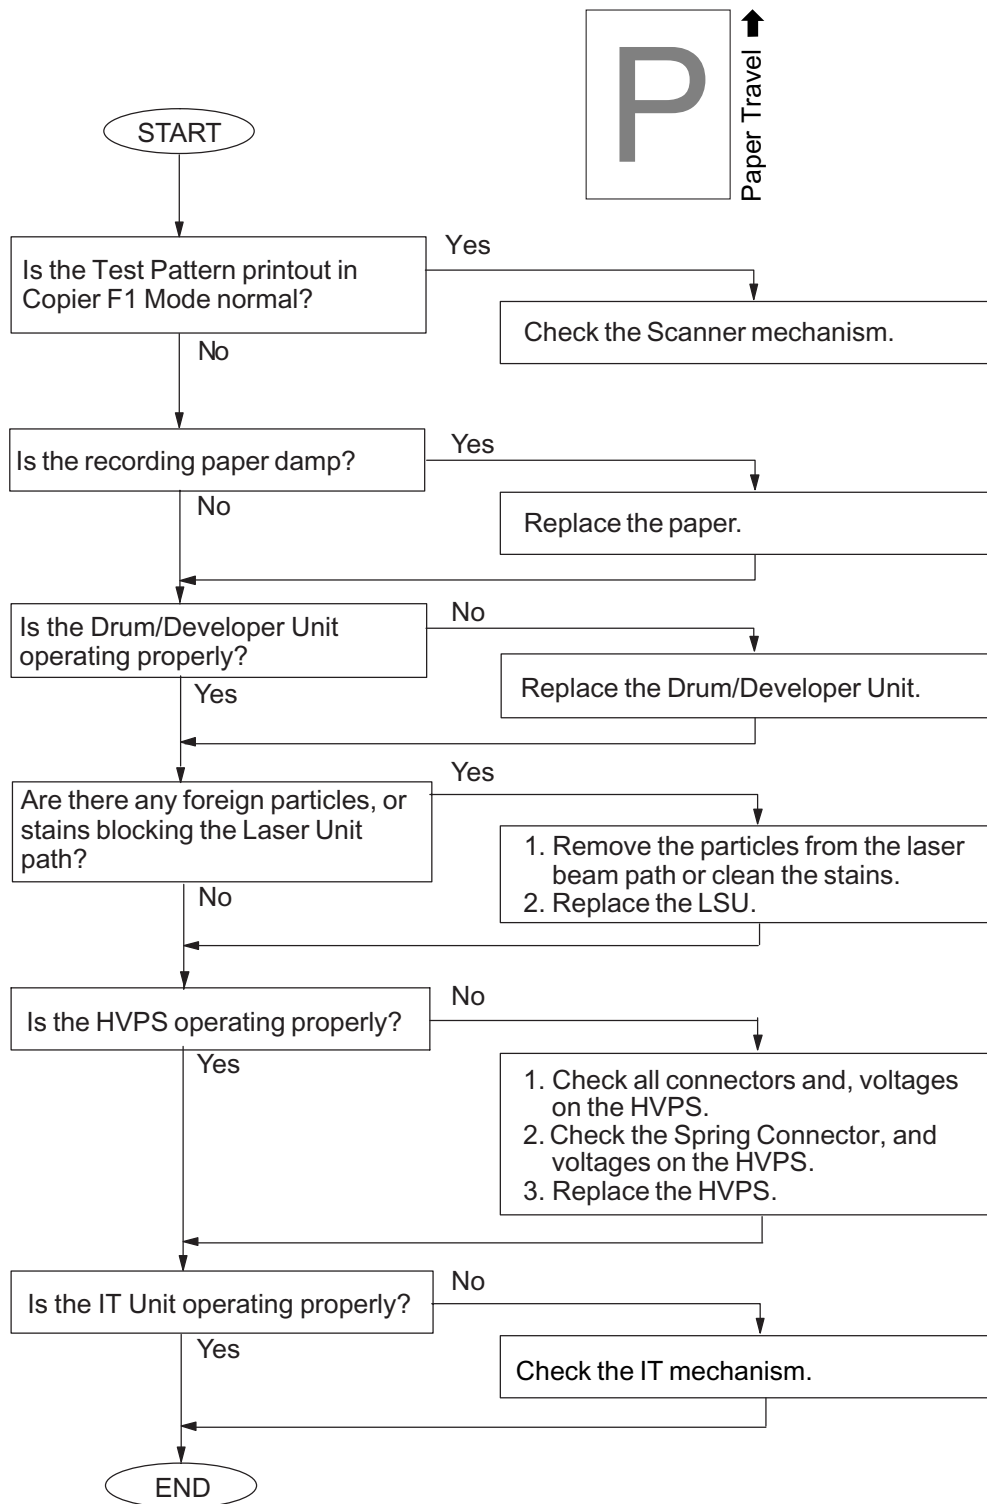 P
Paper Travel
START
Is the Test Pattern printout in
Copier F1 Mode normal?
Yes
Check the Scanner mechanism.
No
Is the recording paper damp?
Yes
Replace the paper.
No
Is the Drum/Developer Unit
operating properly?
No
Replace the Drum/Developer Unit.
Yes
Are there any foreign particles, or
stains blocking the Laser Unit
path?
Yes
1. Remove the particles from the laser
beam path or clean the stains.
2. Replace the LSU.
No
Is the HVPS operating properly?
No
1. Check all connectors and, voltages
on the HVPS.
2. Check the Spring Connector, and
voltages on the HVPS.
3. Replace the HVPS.
Yes
Is the IT Unit operating properly?
No
Check the IT mechanism.
Yes
END